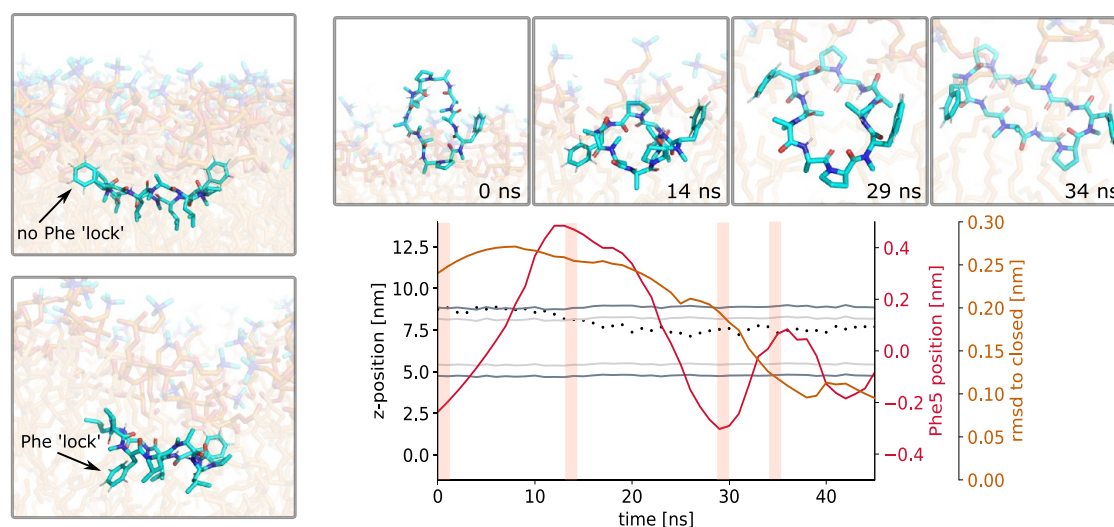 no Phe 'lock'
Phe 'lock'
0 ns
14 ns
29 ns
34 ns
z-position [nm]
12.5
10.0
7.5
5.0
2.5
0.0
0
10
20
30
40
time [ns]
0.4
0.2
0.0
−0.2
−0.4
Phe5 position [nm]
0.30
0.25
0.20
0.15
0.10
0.05
0.00
rmsd to closed [nm]